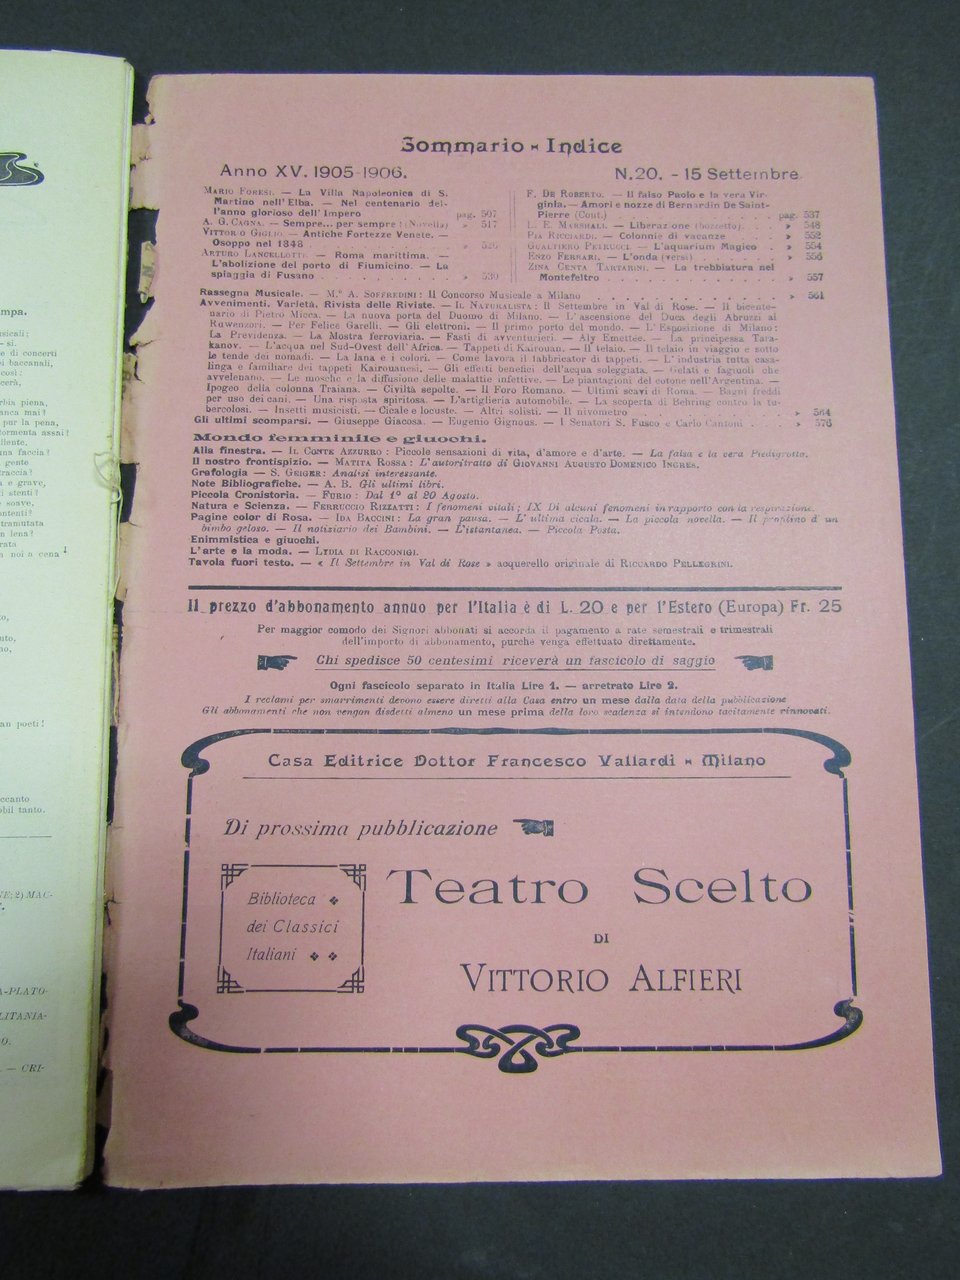 Sommario - Indice
Anno XV. 1905-1906.
N. 20. - 15 Settembre
MARIO FORESI. — La Villa Napoleonica di S.
Martino nell'Elba. — Nel centenario del-
l'anno glorioso dell'Impero pag. 507
A. G. CAGNA. — Sempre... per sempre! (Novella) » 517
VITTORIO GIGLIO. — Antiche Fortezze Venete. —
Osoppo nel 1848 . . . » 526
ARTURO LANCELLOTTI. — Roma marittima. —
L'abolizione del porto di Fiumicino. — La
spiaggia di Fusano . . . » 530
F. DE ROBERTO. — Il falso Paolo e la vera Vir-
ginia. — Amori e nozze di Bernardin De Saint-
Pierre (Cont.) . . . pag. 537
L. E. MARSHALL. — Liberazione (bozzetto). . . » 548
PIA RICCIARDI. — Colonnie di vacanze . . . » 552
GUALTIERO PETRUCCI. — L'aquarium Magico . . » 554
ENZO FERRARI. — L'onda (versi) . . . » 556
ZINA CENTA TARTARINI. — La trebbiatura nel
Montefeltro . . . » 557
Rassegna Musicale. — M.° A. SOFFREDINI: Il Concorso Musicale a Milano . . . » 561
Avvenimenti. Varietà. Rivista delle Riviste. — IL NATURALISTA: Il Settembre in Val di Rose. — Il bicente-
nario di Pietro Micca. — La nuova porta del Duomo di Milano. — L'ascensione del Duca degli Abruzzi al
Ruwenzori. — Per Felice Garelli. — Gli elettroni. — Il primo porto del mondo. — L'Esposizione di Milano:
La Previdenza. — La Mostra ferroviaria. — Fasti di avventurieri. — Aly Emettée. — La principessa Tara-
kanov. — L'acqua nel Sud-Ovest dell'Africa. — Tappeti di Kairouan. — Il telaio. — Il telaio in viaggio e sotto
le tende dei nomadi. — La lana e i colori. — Come lavora il fabbricator di tappeti. — L'industria tutta casa-
linga e familiare dei tappeti Kairouanesi. — Gli effetti benefici dell'acqua soleggiata. — Gelati e fagiuoli che
avvelenano. — Le mosche e la diffusione delle malattie infettive. — Le piantagioni del cotone nell'Argentina. —
Ipogeo della colonna Traiana. — Civiltà sepolte. — Il Foro Romano. — Ultimi scavi di Roma. — Bagni freddi
per uso dei cani. — Una risposta spiritosa. — L'artiglieria automobile. — La scoperta di Behring contro la tu-
bercolosi. — Insetti musicisti. — Cicale e locuste. — Altri solisti. — Il nivometro . . . » 564
Gli ultimi scomparsi. — Giuseppe Giacosa. — Eugenio Gignous. — I Senatori S. Fusco e Carlo Cantoni . . » 576
Mondo femminile e giuochi.
Alla finestra. — IL CONTE AZZURRO: Piccole sensazioni di vita, d'amore e d'arte. — La falsa e la vera Piedigrotta.
Il nostro frontispizio. — MATITA ROSSA: L'autoritratto di GIOVANNI AUGUSTO DOMENICO INGRES.
Grafologia — S. GEIGER: Analisi interessante.
Note Bibliografiche. — A. B. Gli ultimi libri.
Piccola Cronistoria. — FURIO: Dal 1° al 20 Agosto.
Natura e Scienza. — FERRUCCIO RIZZATTI: I fenomeni vitali; IX Di alcuni fenomeni in rapporto con la respirazione.
Pagine color di Rosa. — IDA BACCINI: La gran pausa. — L'ultima cicala. — La piccola novella. — Il profilino d'un
bimbo geloso. — Il notiziario dei Bambini. — L'istantanea. — Piccola Posta.
Enimmistica e giuochi.
L'arte e la moda. — LYDIA DI RACCONIGI.
Tavola fuori testo. — « Il Settembre in Val di Rose » acquerello originale di RICCARDO PELLEGRINI.
Il prezzo d'abbonamento annuo per l'Italia è di L. 20 e per l'Estero (Europa) Fr. 25
Per maggior comodo dei Signori abbonati si accorda il pagamento a rate semestrali e trimestrali
dell'importo di abbonamento, purchè venga effettuato direttamente.
Chi spedisce 50 centesimi riceverà un fascicolo di saggio
Ogni fascicolo separato in Italia Lire 1. — arretrato Lire 2.
I reclami per smarrimenti devono essere diretti alla Casa entro un mese dalla data della pubblicazione
Gli abbonamenti che non vengon disdetti almeno un mese prima della loro scadenza si intendono tacitamente rinnovati.
Casa Editrice Dottor Francesco Vallardi - Milano
Di prossima pubblicazione
Biblioteca
dei Classici
Italiani
Teatro Scelto
DI
VITTORIO ALFIERI